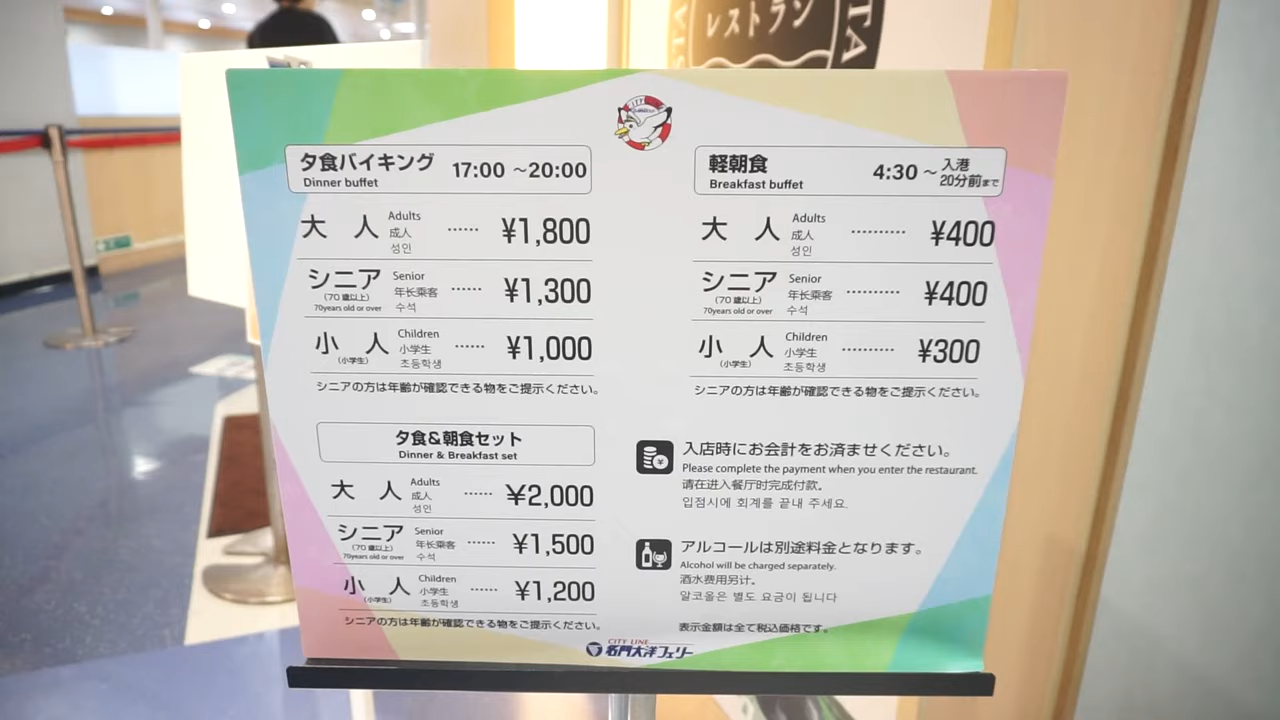 レストラン
TA
夕食バイキング 17:00 ~20:00
Dinner buffet
大人 Adults ¥1,800
成人
성인
シニア Senior ¥1,300
(70歳以上) 年长乘客
70years old or over 수석
小人 Children ¥1,000
(小学生) 小学生
초등학생
シニアの方は年齢が確認できる物をご提示ください。
軽朝食 4:30 ~ 入港
Breakfast buffet 20分前まで
大人 Adults ¥400
成人
성인
シニア Senior ¥400
(70歳以上) 年长乘客
70years old or over 수석
小人 Children ¥300
(小学生) 小学生
초등학생
シニアの方は年齢が確認できる物をご提示ください。
夕食&朝食セット
Dinner & Breakfast set
大人 Adults ¥2,000
成人
성인
シニア Senior ¥1,500
(70歳以上) 年长乘客
70years old or over 수석
小人 Children ¥1,200
(小学生) 小学生
초등학생
シニアの方は年齢が確認できる物をご提示ください。
入店時にお会計をお済ませください。
Please complete the payment when you enter the restaurant.
请在进入餐厅时完成付款。
입점시에 회계를 끝내 주세요.
アルコールは別途料金となります。
Alcohol will be charged separately.
酒水费用另计。
알코올은 별도 요금이 됩니다
表示金額は全て税込価格です。
CITY LINE
名門大洋フェリー